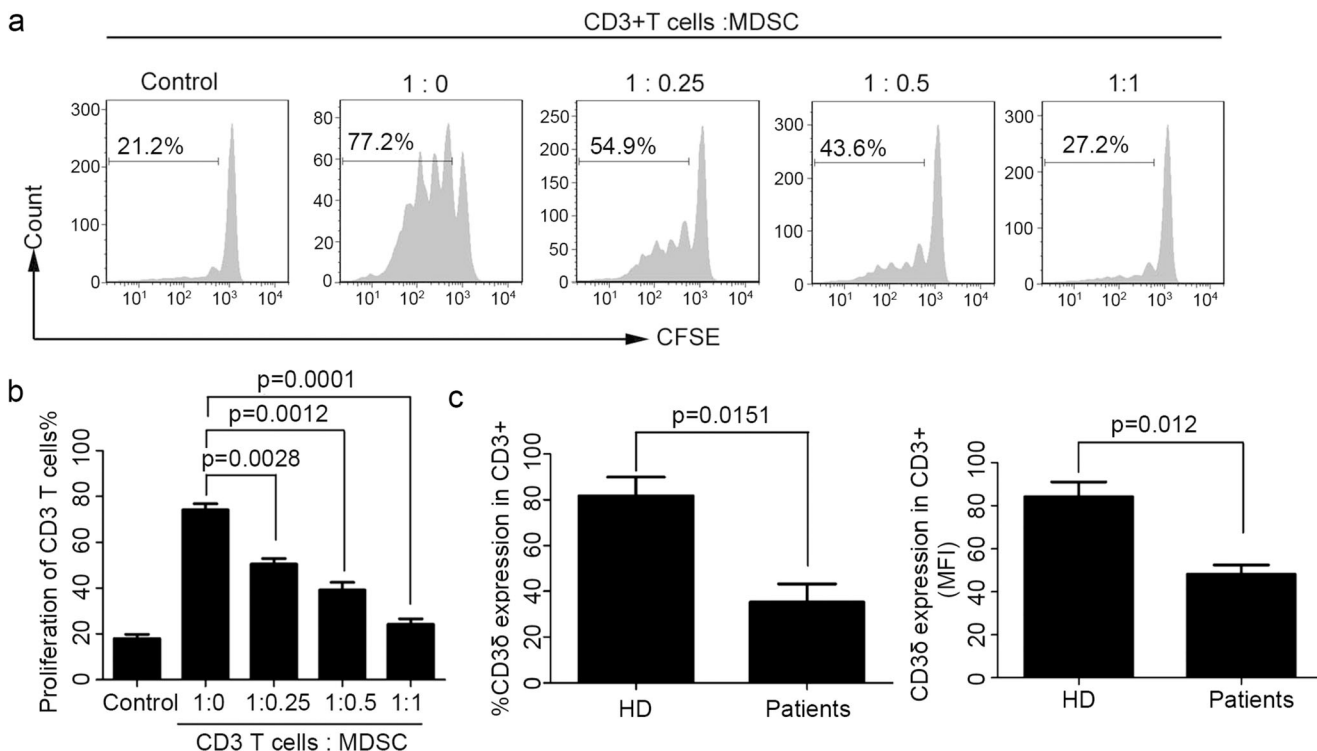 a
CD3+T cells :MDSC
Control
1 : 0
1 : 0.25
1 : 0.5
1:1
300
200
100
0
21.2%
10¹ 10² 10³ 10⁴
80
60
40
20
0
77.2%
10¹ 10² 10³ 10⁴
250
200
150
100
50
0
54.9%
10¹ 10² 10³ 10⁴
300
200
100
0
43.6%
10¹ 10² 10³ 10⁴
300
200
100
0
27.2%
10¹ 10² 10³ 10⁴
Count
CFSE
b
Proliferation of CD3 T cells%
100
80
60
40
20
0
p=0.0001
p=0.0012
p=0.0028
Control 1:0 1:0.25 1:0.5 1:1
CD3 T cells : MDSC
c
%CD3δ expression in CD3+
100
80
60
40
20
0
p=0.0151
HD Patients
CD3δ expression in CD3+
(MFI)
100
80
60
40
20
0
p=0.012
HD Patients